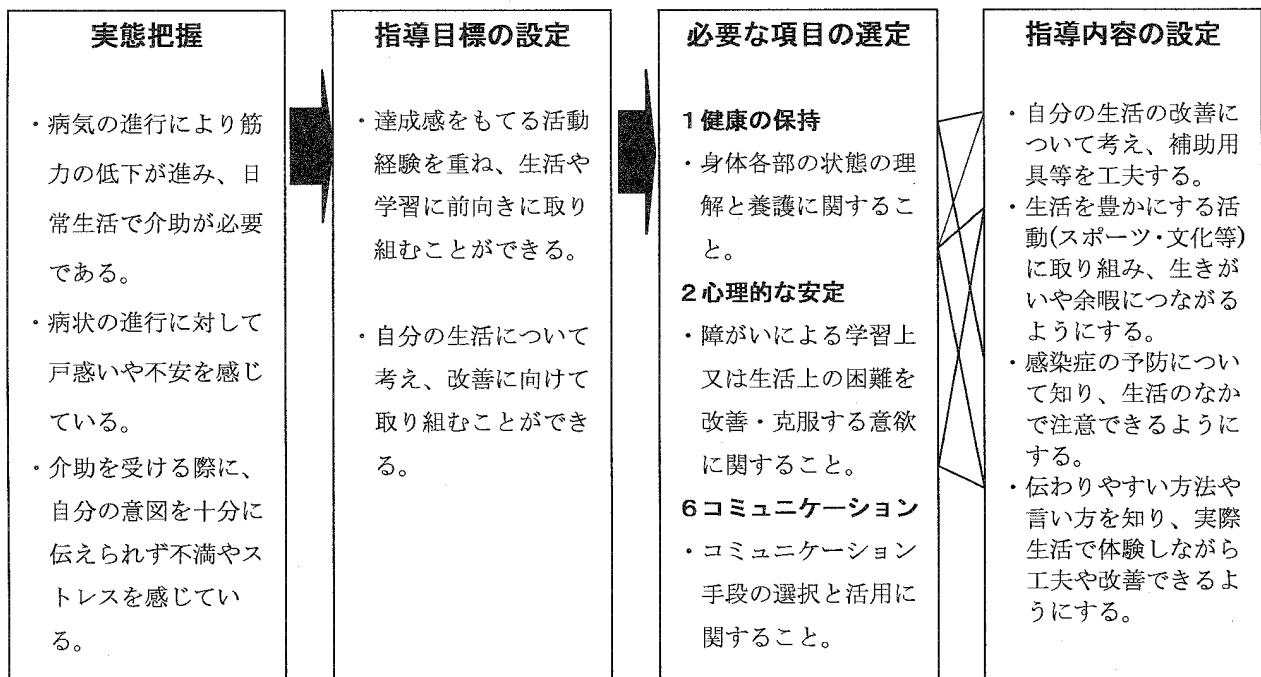 実態把握
・病気の進行により筋
力の低下が進み、日
常生活で介助が必要
である。
・病状の進行に対して
戸惑いや不安を感じ
ている。
・介助を受ける際に、
自分の意図を十分に
伝えられず不満やス
トレスを感じてい
る。
指導目標の設定
・達成感をもてる活動
経験を重ね、生活や
学習に前向きに取り
組むことができる。
・自分の生活について
考え、改善に向けて
取り組むことができ
る。
必要な項目の選定
1健康の保持
・身体各部の状態の理
解と養護に関するこ
と。
2心理的な安定
・障がいによる学習上
又は生活上の困難を
改善・克服する意欲
に関すること。
6コミュニケーション
・コミュニケーション
手段の選択と活用に
関すること。
指導内容の設定
・自分の生活の改善に
ついて考え、補助用
具等を工夫する。
・生活を豊かにする活
動(スポーツ・文化等)
に取り組み、生きが
いや余暇につながる
ようにする。
・感染症の予防につい
て知り、生活のなか
で注意できるように
する。
・伝わりやすい方法や
言い方を知り、実際
生活で体験しながら
工夫や改善できるよ
うにする。